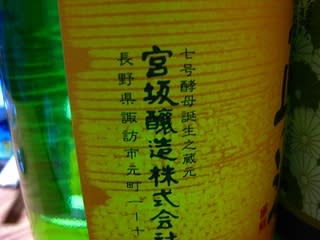 七号酵母誕生之蔵元
宮坂醸造株式会社
長野県諏訪市元町一ー十